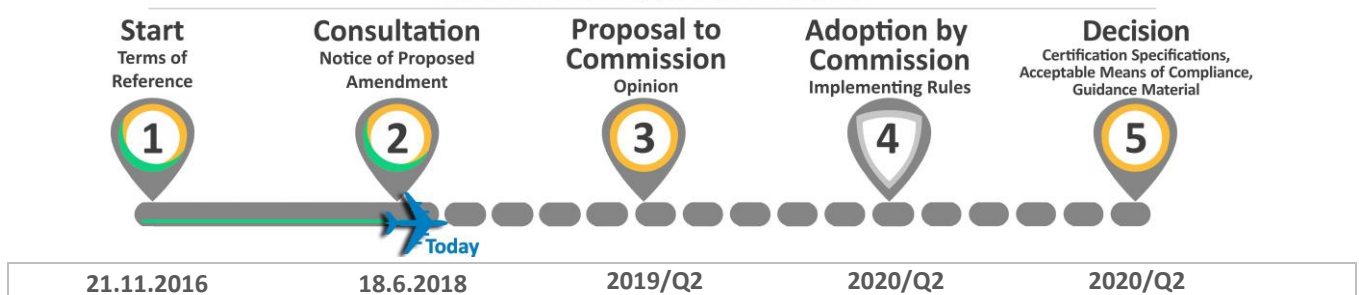 Start
Terms of
Reference
1
Consultation
Notice of Proposed
Amendment
2
Proposal to
Commission
Opinion
3
Adoption by
Commission
Implementing Rules
4
Decision
Certification Specifications,
Acceptable Means of Compliance,
Guidance Material
5
Today
21.11.2016
18.6.2018
2019/Q2
2020/Q2
2020/Q2